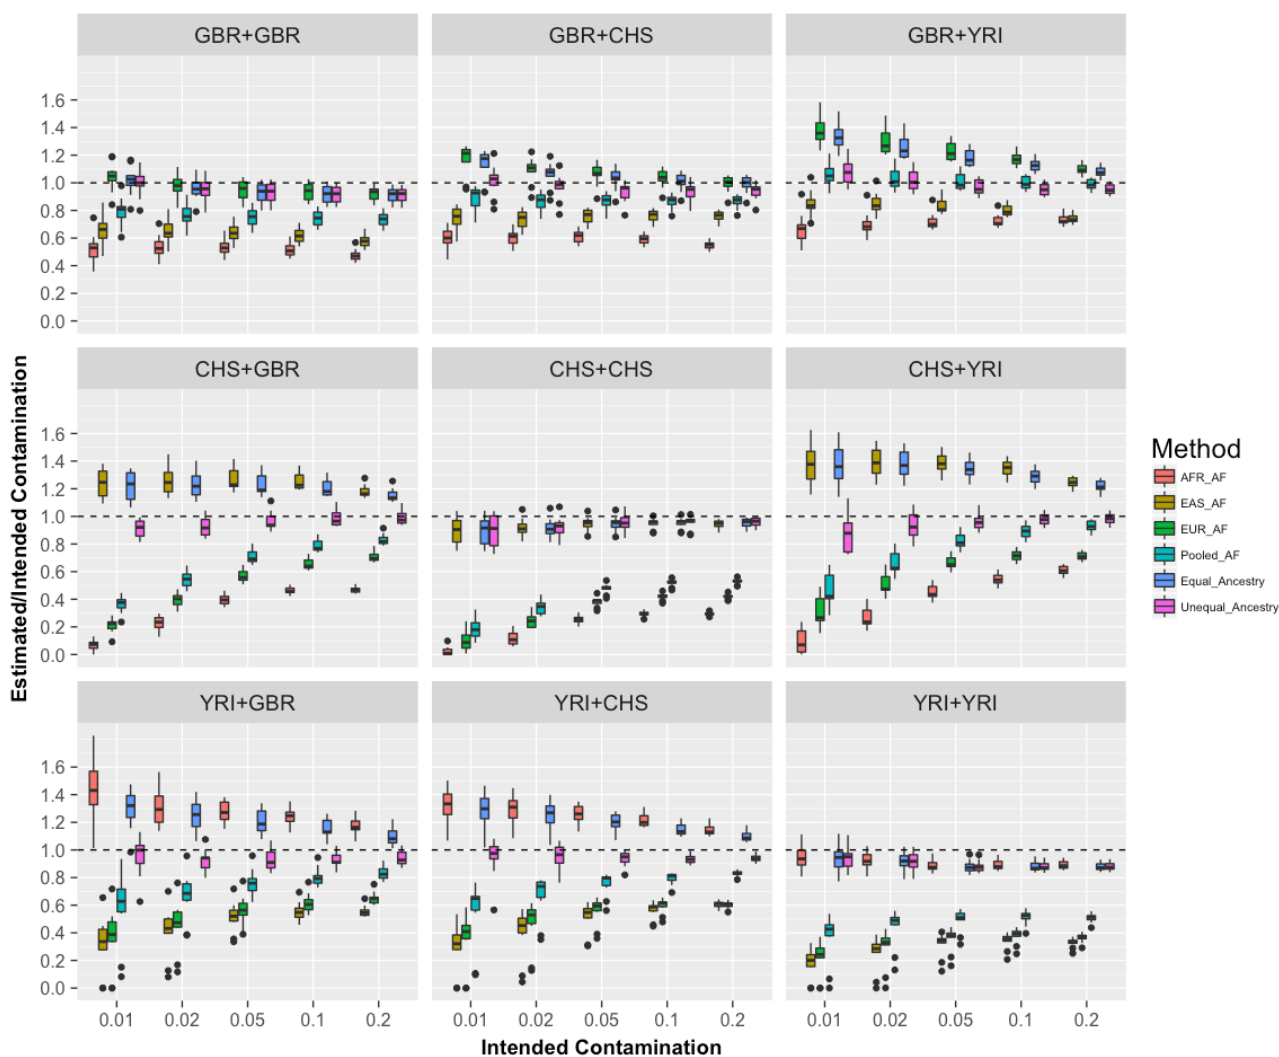 GBR+GBR GBR+CHS GBR+YRI
1.6
1.4
1.2
1.0
0.8
0.6
0.4
0.2
0.0
CHS+GBR CHS+CHS CHS+YRI
1.6
1.4
1.2
1.0
0.8
0.6
0.4
0.2
0.0
YRI+GBR YRI+CHS YRI+YRI
1.6
1.4
1.2
1.0
0.8
0.6
0.4
0.2
0.0
0.01 0.02 0.05 0.1 0.2 0.01 0.02 0.05 0.1 0.2 0.01 0.02 0.05 0.1 0.2
Intended Contamination
Estimated/Intended Contamination
Method
AFR_AF
EAS_AF
EUR_AF
Pooled_AF
Equal_Ancestry
Unequal_Ancestry